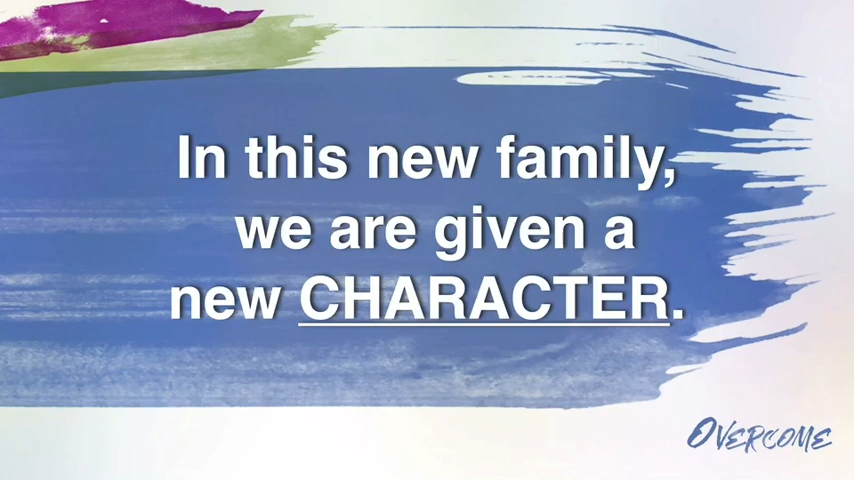 In this new family,
we are given a
new CHARACTER.
OVERCOME